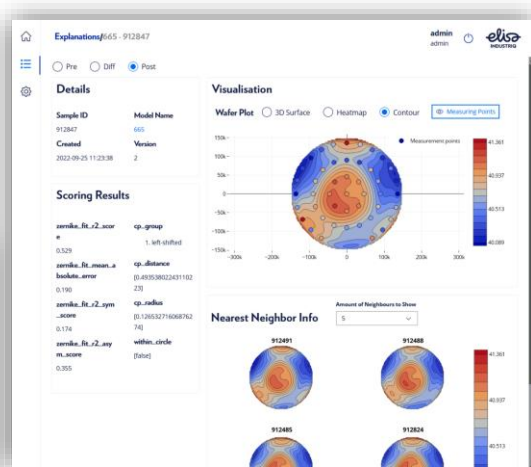 Explanations/665 - 912847
admin
admin
elisa
INDUSTRIQ
Pre
Diff
Post
Details
Sample ID
Model Name
912847
665
Created
Version
2022-09-25 11:23:38
2
Scoring Results
zernike_fit_r2_scor
e
0.529
cp_group
1. left-shifted
zernike_fit_mean_a
bsolute_error
0.190
cp_distance
[0.493538022431102
23]
zernike_fit_r2_sym
_score
0.174
cp_radius
[0.126532716068762
74]
zernike_fit_r2_asy
m_score
0.355
within_circle
[false]
Visualisation
Wafer Plot
3D Surface
Heatmap
Contour
Measuring Points
Measurement points
150k
100k
50k
0
-50k
-100k
-150k
-300k
-200k
-100k
0
100k
200k
300k
41.361
40.937
40.513
40.089
Nearest Neighbor Info
Amount of Neighbours to Show
5
912491
912488
912485
912824
41.361
40.937
40.513